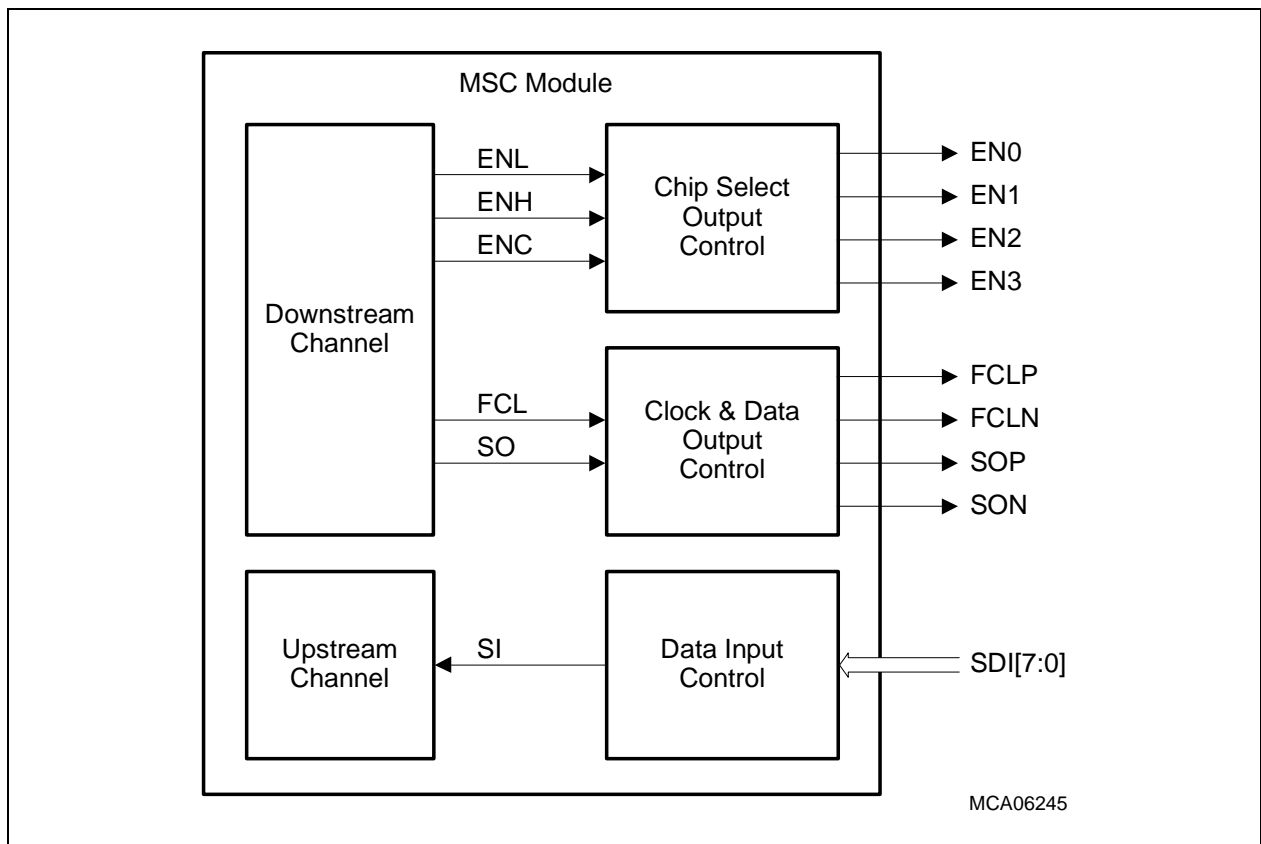 MSC Module
Downstream
Channel
ENL
ENH
ENC
Chip Select
Output
Control
EN0
EN1
EN2
EN3
FCL
SO
Clock & Data
Output
Control
FCLP
FCLN
SOP
SON
Upstream
Channel
SI
Data Input
Control
SDI[7:0]
MCA06245